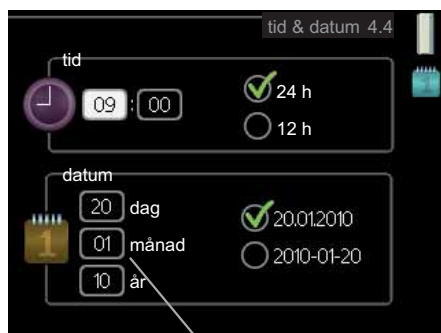 tid & datum 4.4
tid
09 : 00
24 h
12 h
datum
20 dag
01 månad
10 år
20.01.2010
2010-01-20
1